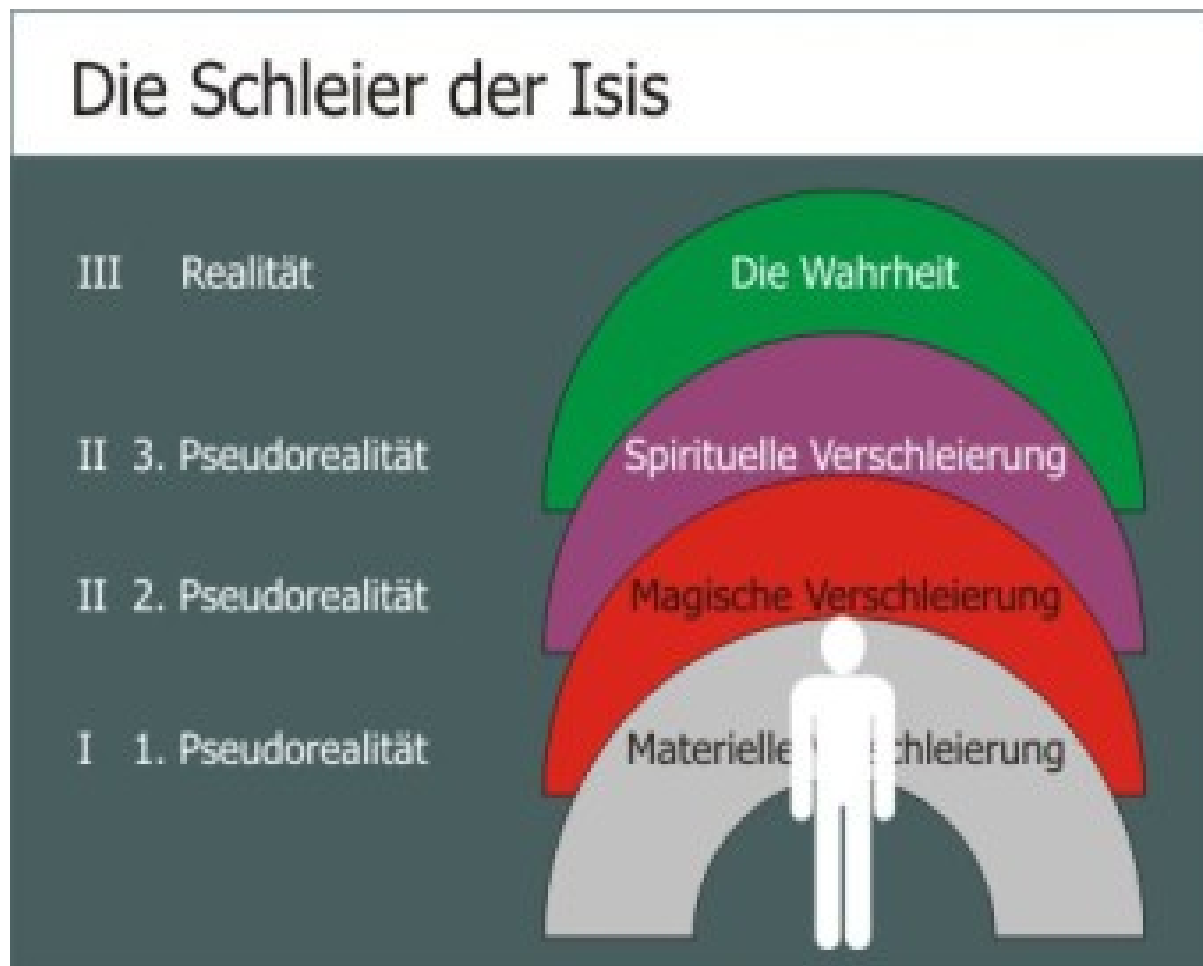 Die Schleier der Isis
III Realität Die Wahrheit
II 3. Pseudorealität Spirituelle Verschleierung
II 2. Pseudorealität Magische Verschleierung
I 1. Pseudorealität Materielle Verschleierung